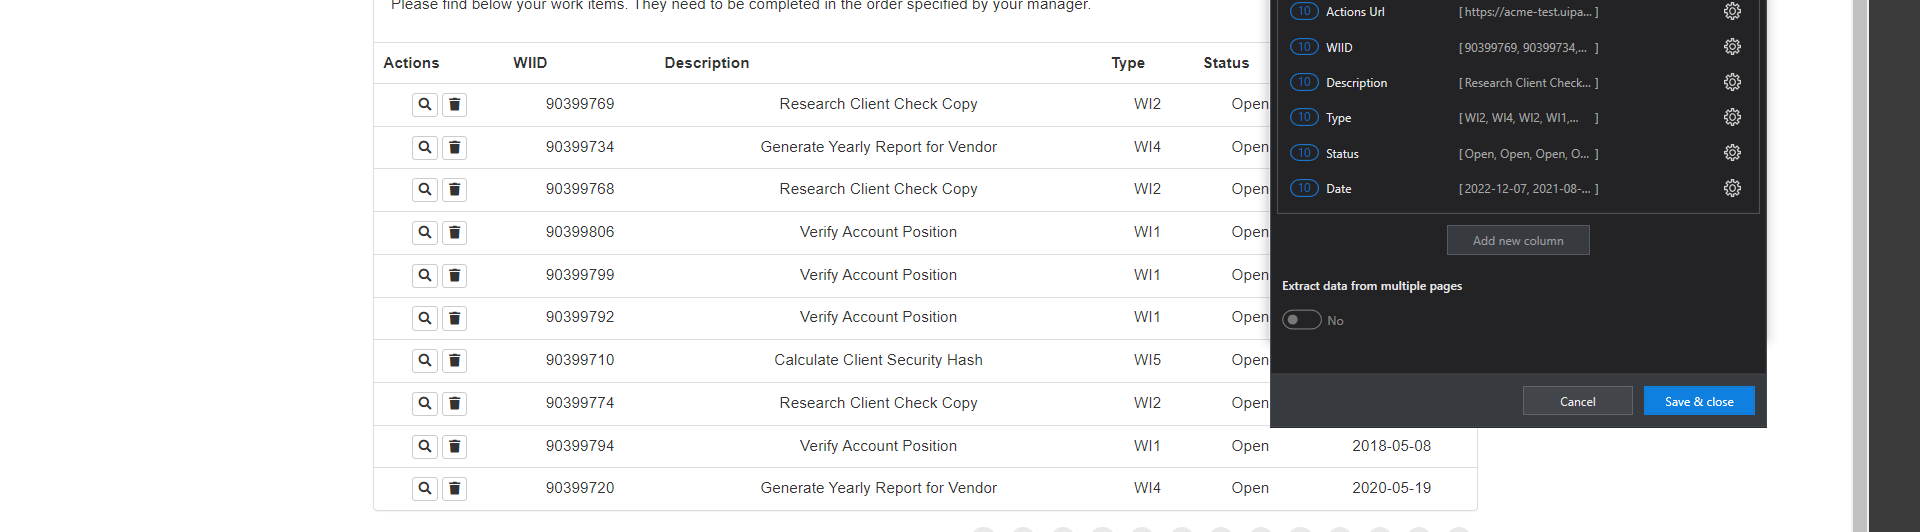 Please find below your work items. They need to be completed in the order specified by your manager.
Actions WIID Description Type Status
90399769 Research Client Check Copy WI2 Open
90399734 Generate Yearly Report for Vendor WI4 Open
90399768 Research Client Check Copy WI2 Open
90399806 Verify Account Position WI1 Open
90399799 Verify Account Position WI1 Open
90399792 Verify Account Position WI1 Open
90399710 Calculate Client Security Hash WI5 Open
90399774 Research Client Check Copy WI2 Open
90399794 Verify Account Position WI1 Open 2018-05-08
90399720 Generate Yearly Report for Vendor WI4 Open 2020-05-19
10 Actions Url [ https://acme-test.uipa... ]
10 WIID [ 90399769, 90399734,... ]
10 Description [ Research Client Check... ]
10 Type [ WI2, WI4, WI2, WI1,... ]
10 Status [ Open, Open, Open, O... ]
10 Date [ 2022-12-07, 2021-08-... ]
Add new column
Extract data from multiple pages
No
Cancel Save & close